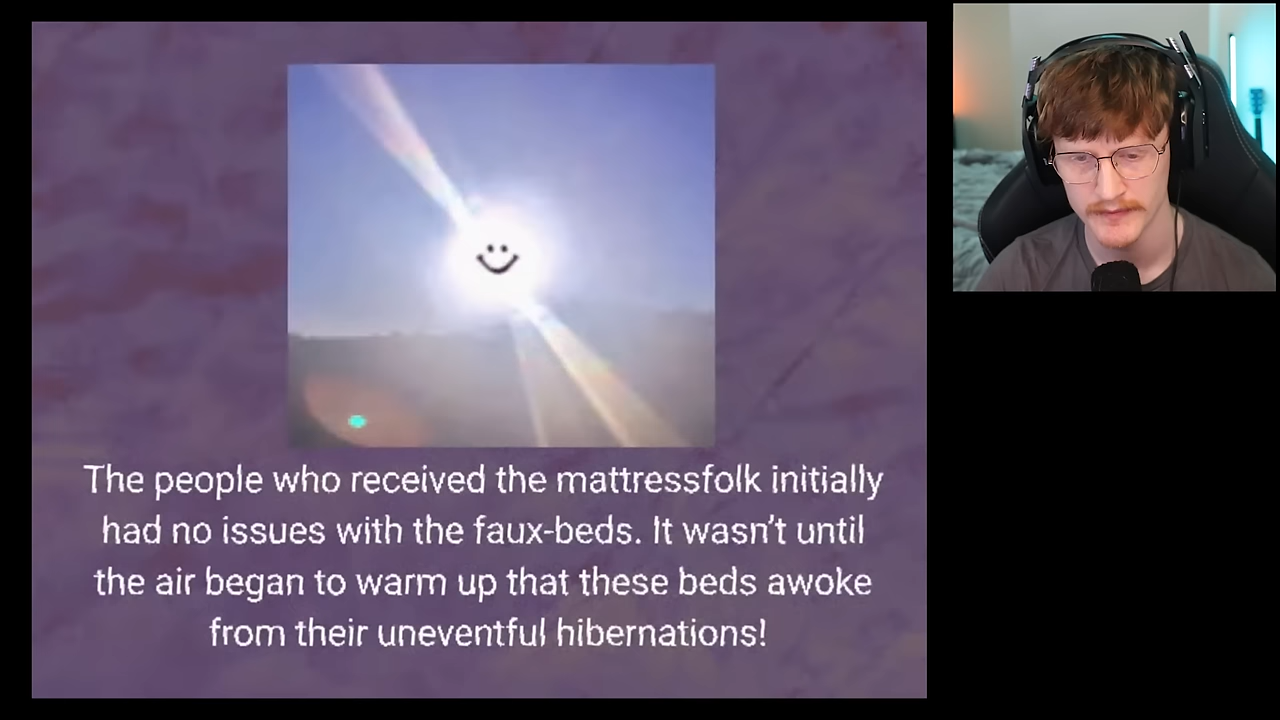 The people who received the mattressfolk initially
had no issues with the faux-beds. It wasn't until
the air began to warm up that these beds awoke
from their uneventful hibernations!